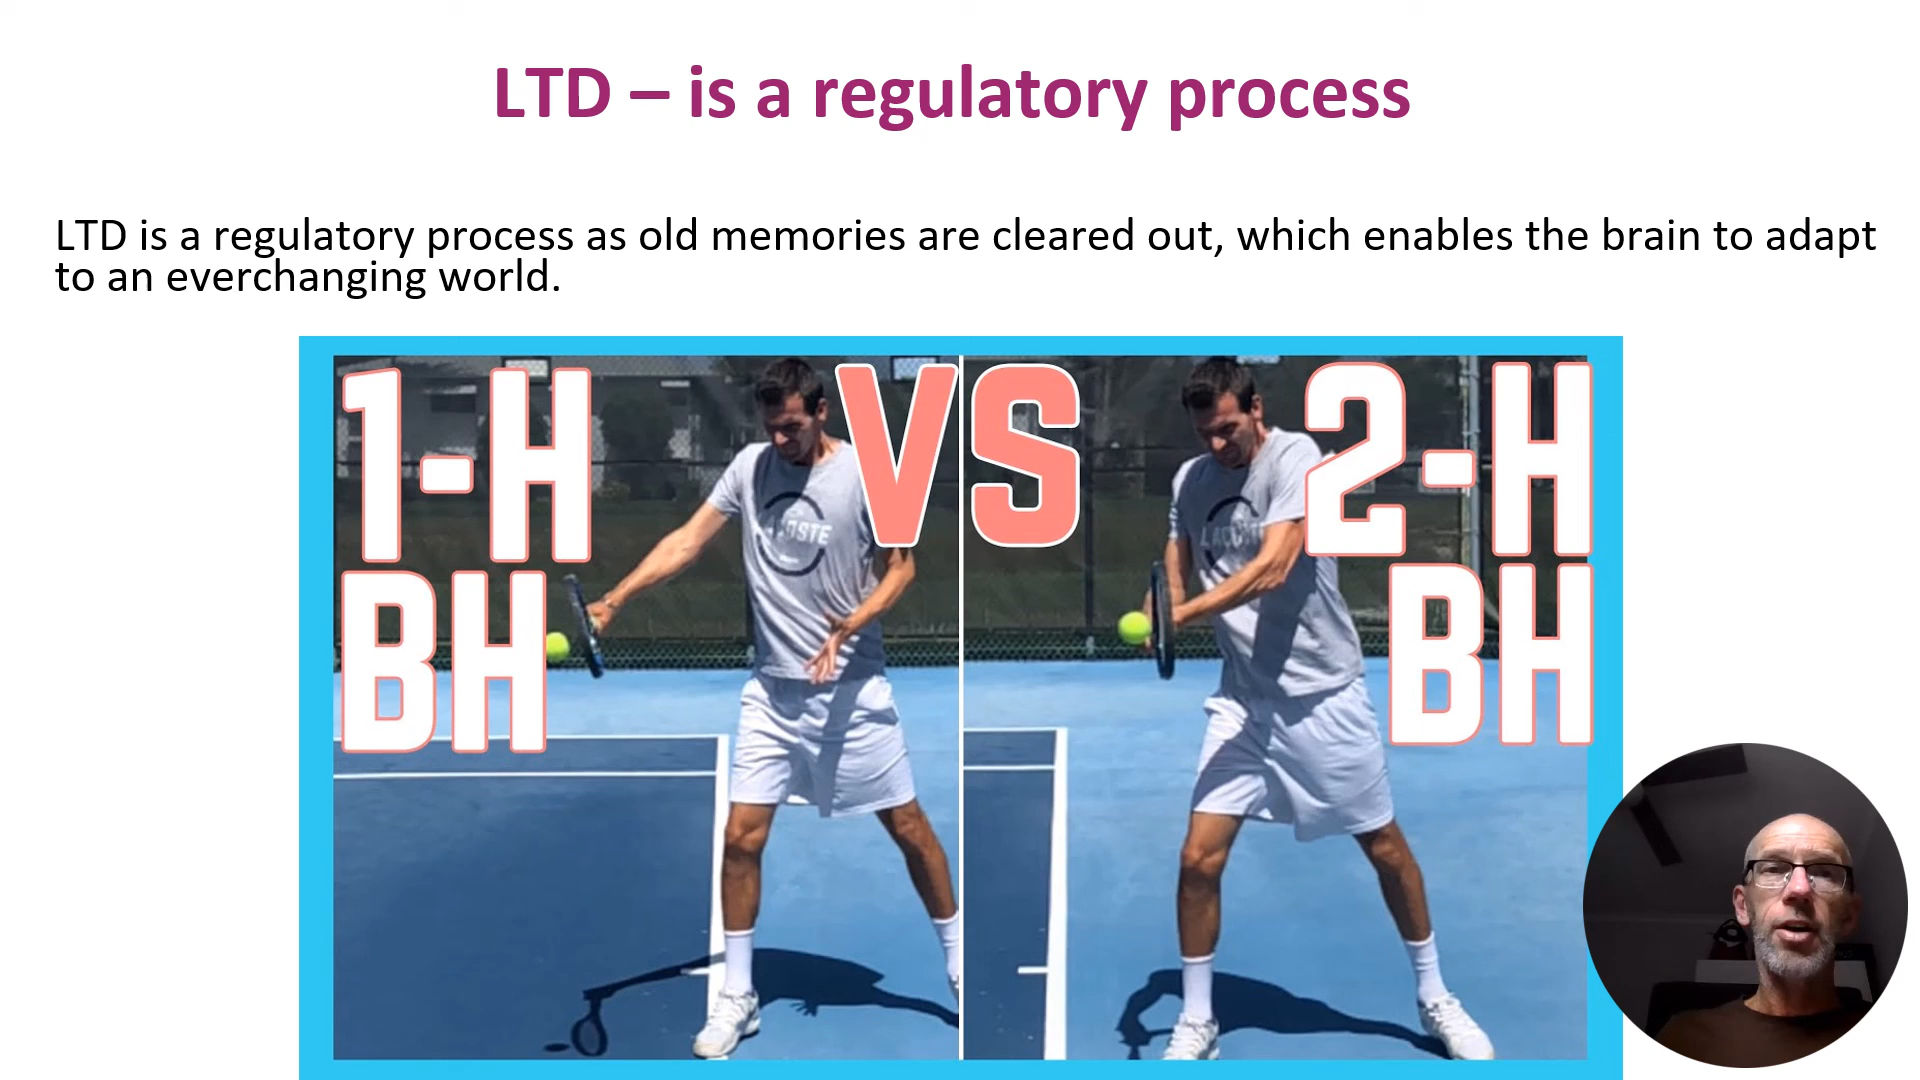 LTD – is a regulatory process
LTD is a regulatory process as old memories are cleared out, which enables the brain to adapt
to an everchanging world.
1-H
BH
VS
2-H
BH
LACOSTE